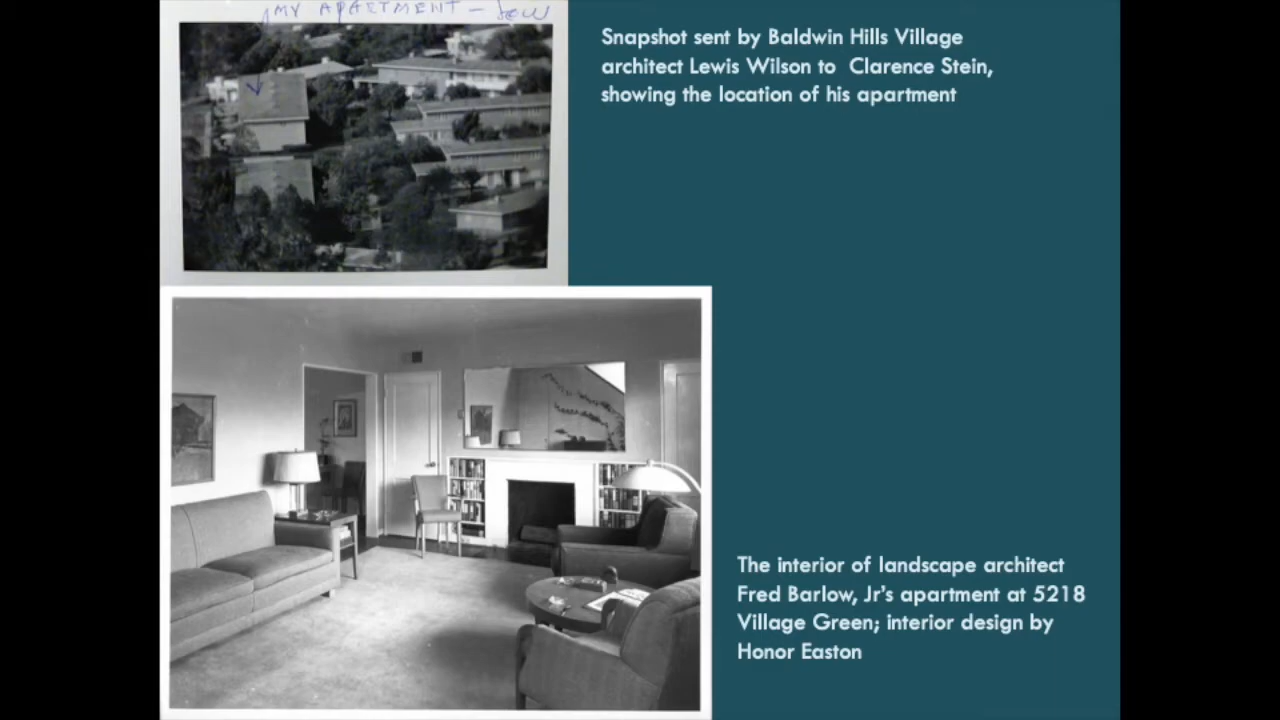 MY APARTMENT - Lew
Snapshot sent by Baldwin Hills Village
architect Lewis Wilson to Clarence Stein,
showing the location of his apartment
The interior of landscape architect
Fred Barlow, Jr's apartment at 5218
Village Green; interior design by
Honor Easton